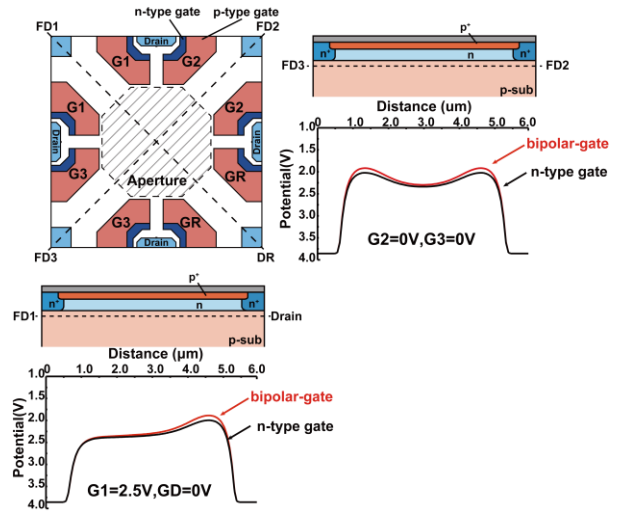 n-type gate
p-type gate
FD1
FD2
Drain
G1
G2
G1
G2
Drain
Drain
Aperture
G3
GR
G3
GR
Drain
FD3
DR
p⁺
n⁺
n
n⁺
FD3
FD2
p-sub
Distance (um)
0
1.0
2.0
3.0
4.0
5.0
6.0
Potential(V)
1.0
1.5
2.0
2.5
3.0
3.5
4.0
bipolar-gate
n-type gate
G2=0V,G3=0V
p⁺
n⁺
n
n⁺
FD1
Drain
p-sub
Distance (μm)
0
1.0
2.0
3.0
4.0
5.0
6.0
Potential(V)
1.0
2.0
2.5
3.0
3.5
4.0
bipolar-gate
n-type gate
G1=2.5V,GD=0V